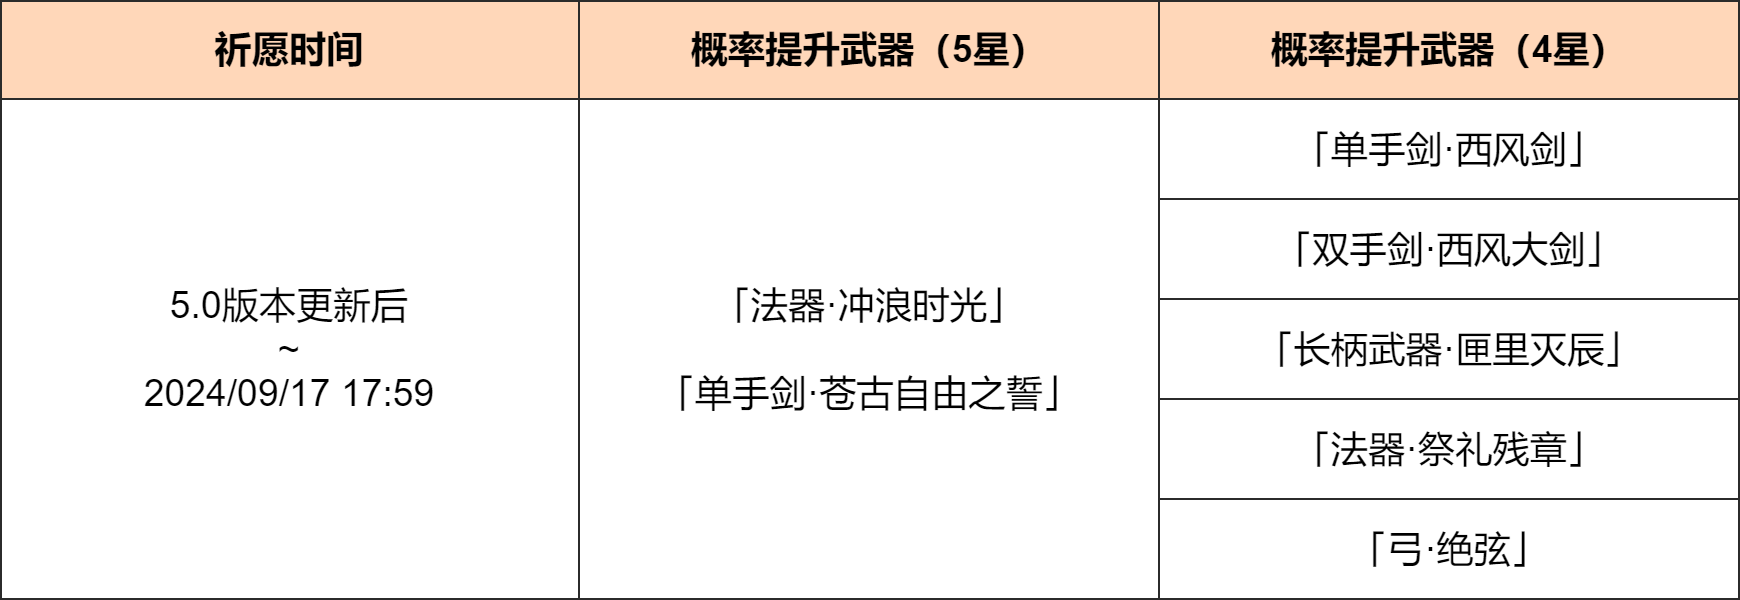 祈愿时间
概率提升武器（5星）
概率提升武器（4星）
5.0版本更新后
~
2024/09/17 17:59
「法器·冲浪时光」
「单手剑·苍古自由之誓」
「单手剑·西风剑」
「双手剑·西风大剑」
「长柄武器·匣里灭辰」
「法器·祭礼残章」
「弓·绝弦」